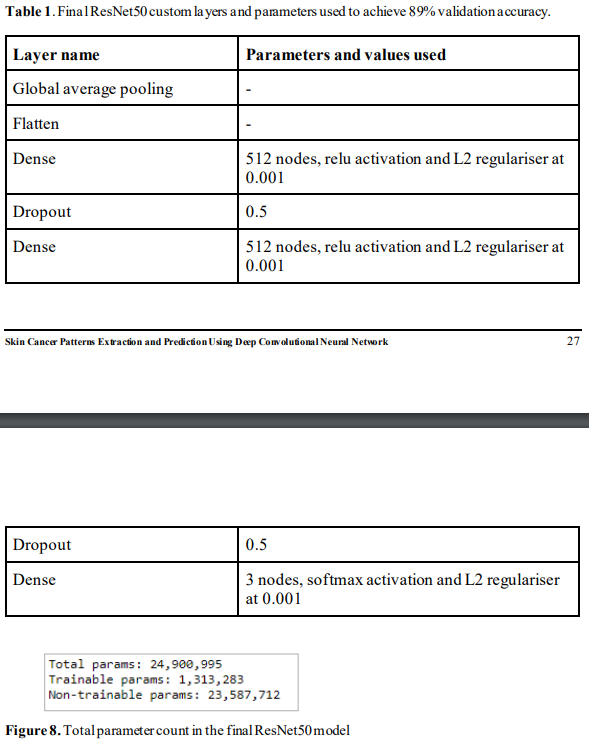 Table 1. Final ResNet50 custom layers and parameters used to achieve 89% validation accuracy.
Layer name Parameters and values used
Global average pooling -
Flatten -
Dense 512 nodes, relu activation and L2 regulariser at
0.001
Dropout 0.5
Dense 512 nodes, relu activation and L2 regulariser at
0.001
Skin Cancer Patterns Extraction and Prediction Using Deep Convolutional Neural Network 27
Dropout 0.5
Dense 3 nodes, softmax activation and L2 regulariser
at 0.001
Total params: 24,900,995
Trainable params: 1,313,283
Non-trainable params: 23,587,712
Figure 8. Total parameter count in the final ResNet50 model